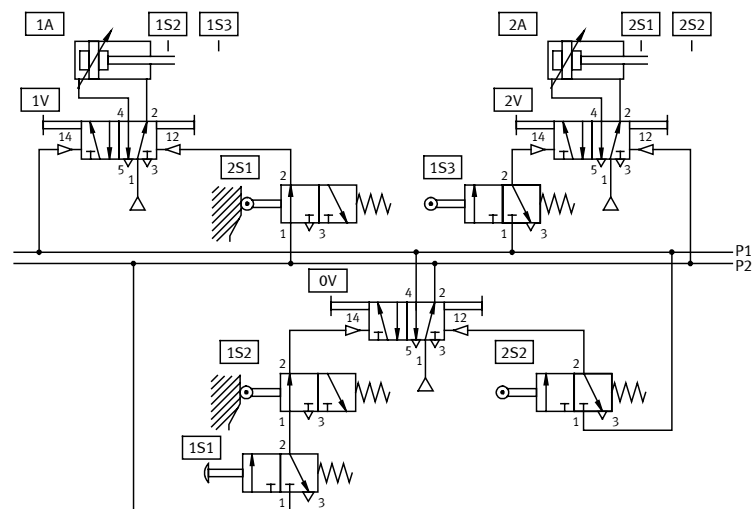 1A 1S2 1S3 2A 2S1 2S2
1V 4 2 2V 4 2
14 12 14 12
5 3 5 3
1 1
2S1 1S3
2 2
1 3 1 3
P1
P2
0V 4 2
14 12
5 3
1
1S2 2S2
2 2
1 3 1 3
1S1 2
1 3